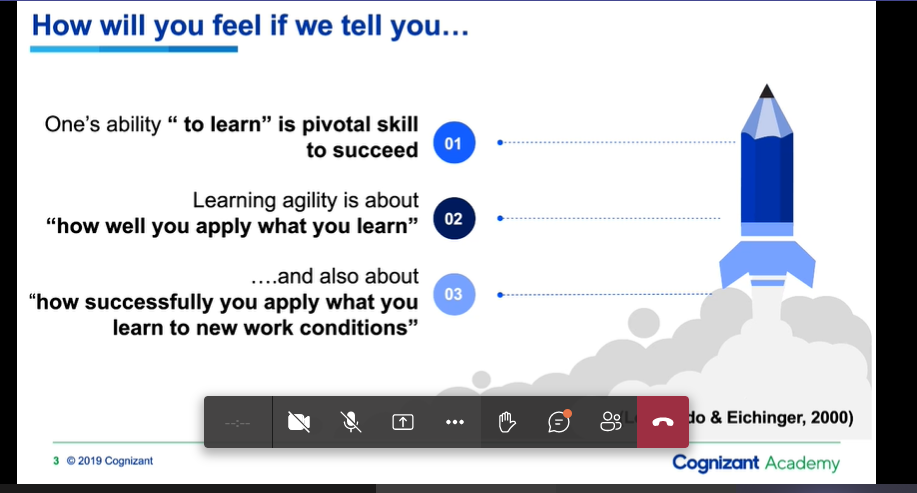 How will you feel if we tell you...
One's ability “ to learn” is pivotal skill
to succeed
01
Learning agility is about
“how well you apply what you learn”
02
....and also about
“how successfully you apply what you
learn to new work conditions”
03
--:--
do & Eichinger, 2000)
3 © 2019 Cognizant
Cognizant Academy